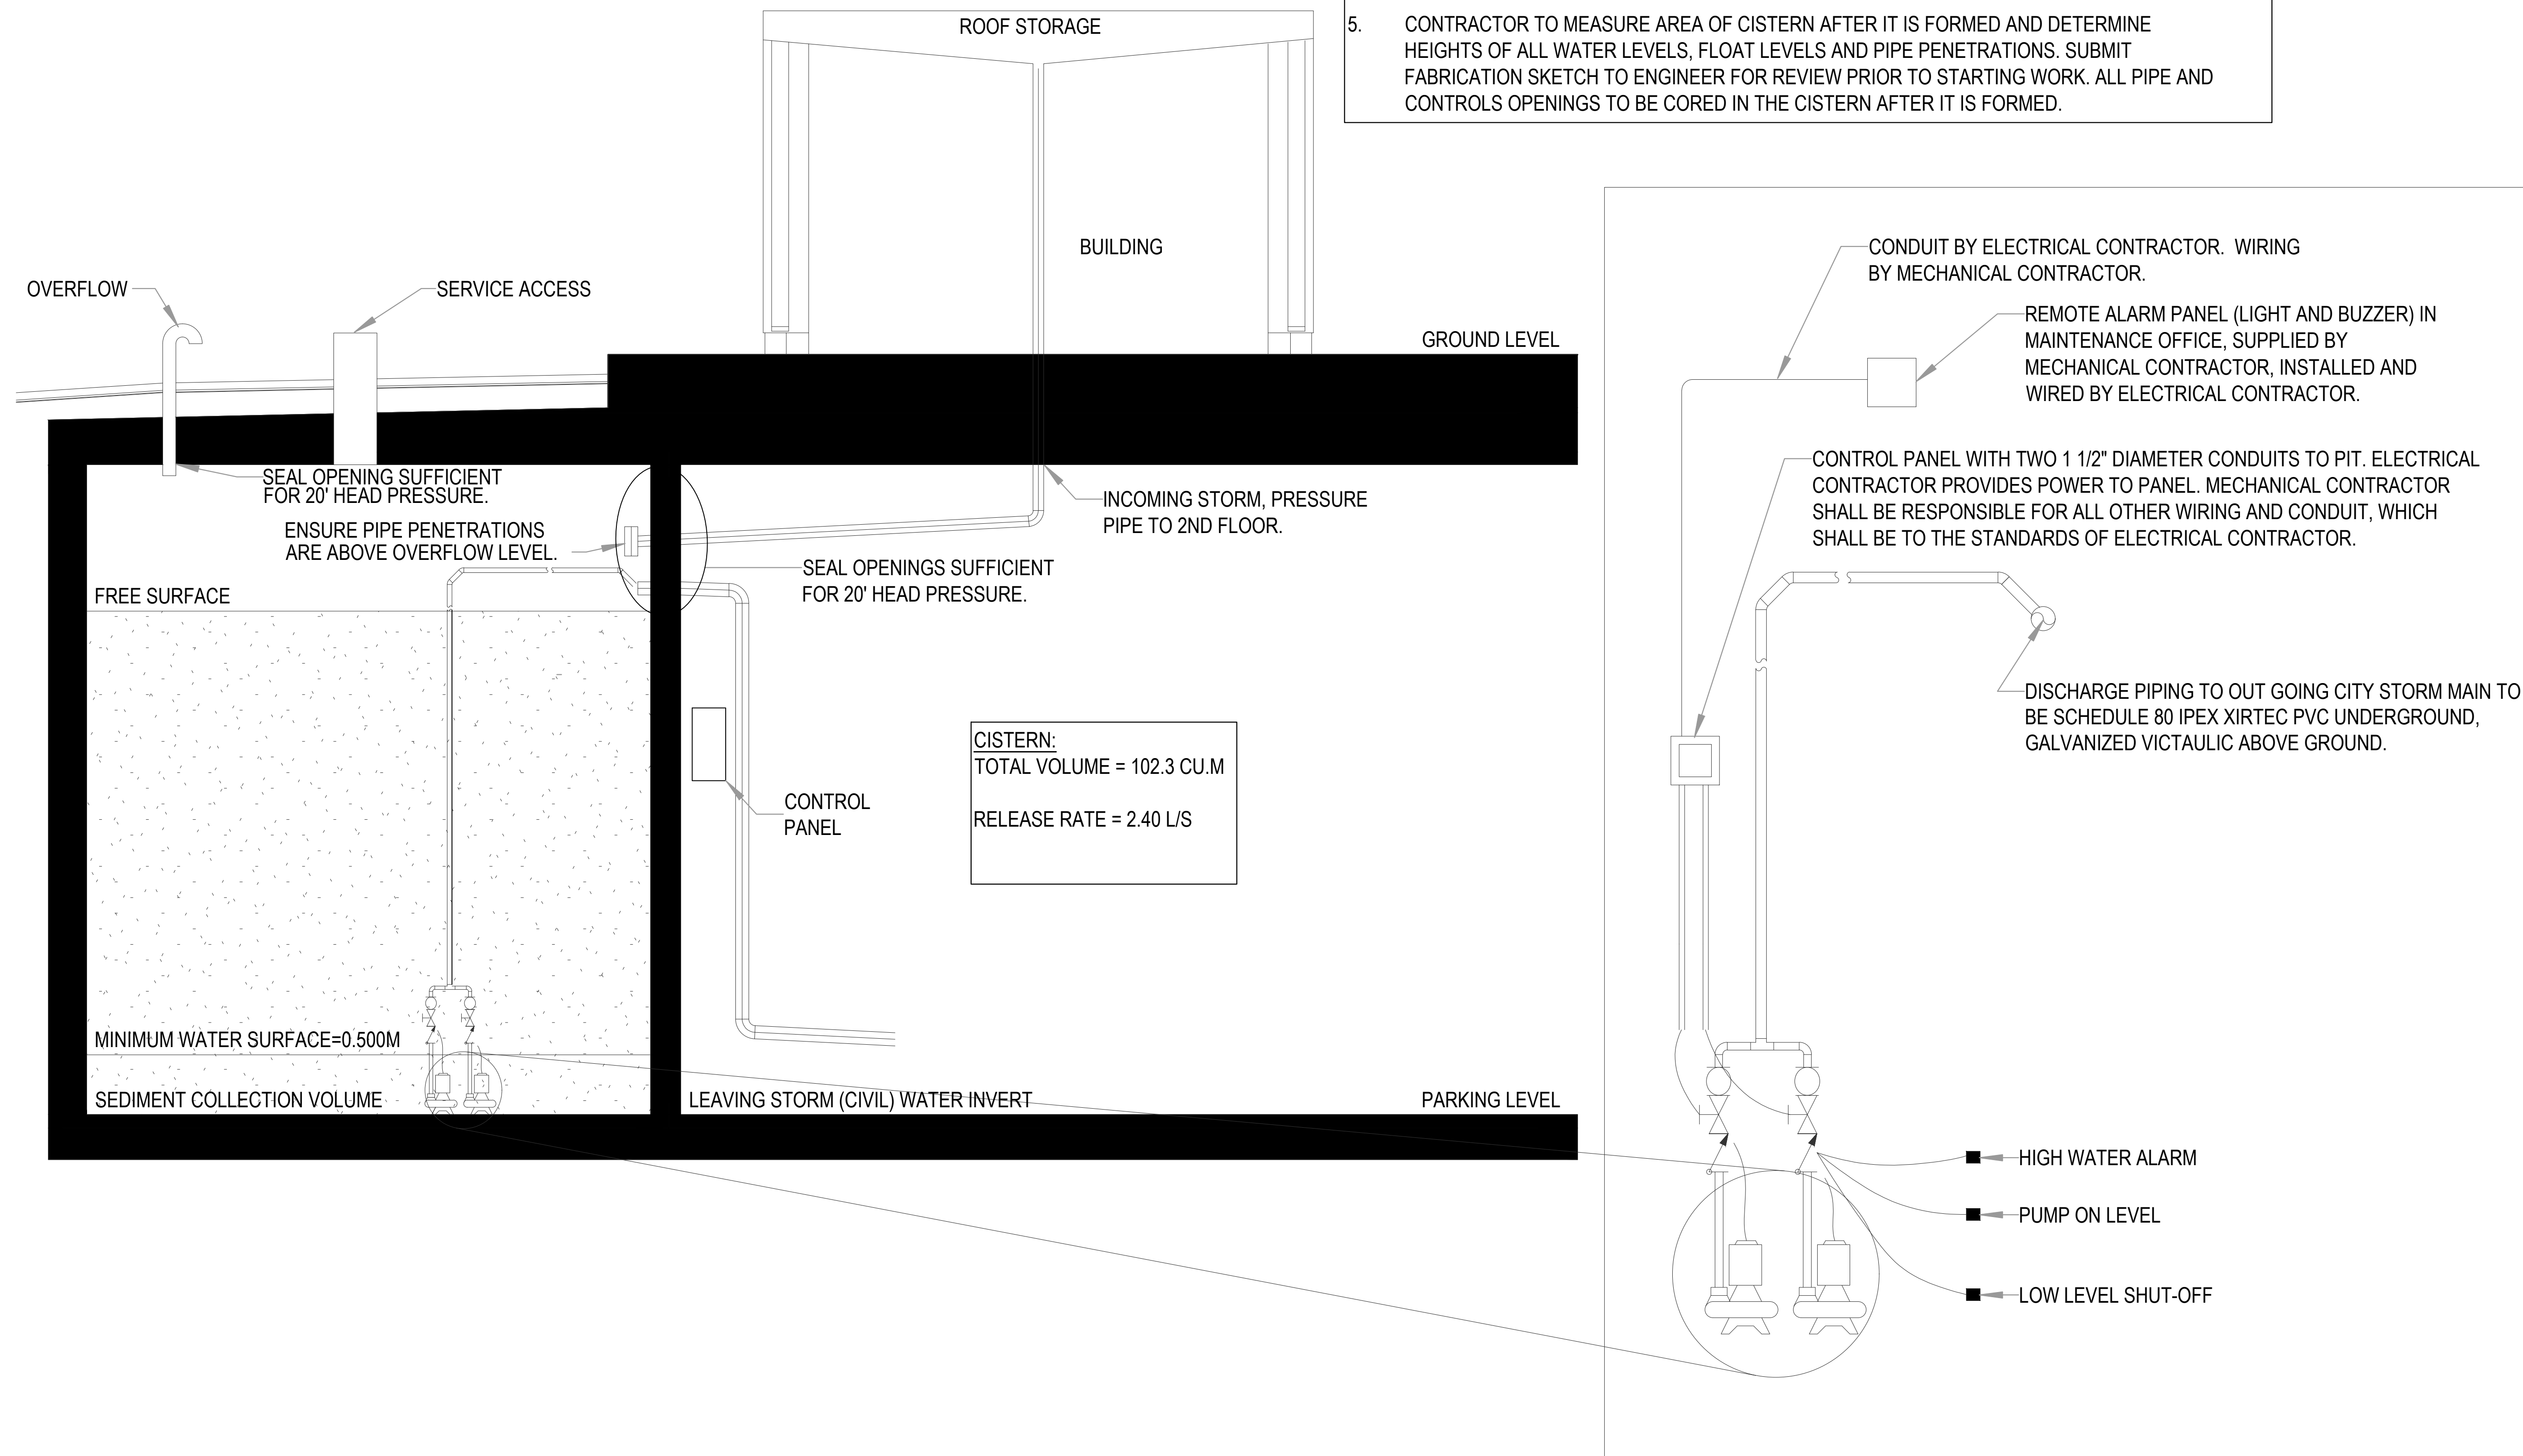 ROOF STORAGE
5. CONTRACTOR TO MEASURE AREA OF CISTERN AFTER IT IS FORMED AND DETERMINE
HEIGHTS OF ALL WATER LEVELS, FLOAT LEVELS AND PIPE PENETRATIONS. SUBMIT
FABRICATION SKETCH TO ENGINEER FOR REVIEW PRIOR TO STARTING WORK. ALL PIPE AND
CONTROLS OPENINGS TO BE CORED IN THE CISTERN AFTER IT IS FORMED.
BUILDING
OVERFLOW
SERVICE ACCESS
GROUND LEVEL
SEAL OPENING SUFFICIENT
FOR 20' HEAD PRESSURE.
ENSURE PIPE PENETRATIONS
ARE ABOVE OVERFLOW LEVEL.
INCOMING STORM, PRESSURE
PIPE TO 2ND FLOOR.
SEAL OPENINGS SUFFICIENT
FOR 20' HEAD PRESSURE.
FREE SURFACE
CISTERN:
TOTAL VOLUME = 102.3 CU.M
RELEASE RATE = 2.40 L/S
CONTROL
PANEL
MINIMUM WATER SURFACE=0.500M
SEDIMENT COLLECTION VOLUME
LEAVING STORM (CIVIL) WATER INVERT
PARKING LEVEL
CONDUIT BY ELECTRICAL CONTRACTOR. WIRING
BY MECHANICAL CONTRACTOR.
REMOTE ALARM PANEL (LIGHT AND BUZZER) IN
MAINTENANCE OFFICE, SUPPLIED BY
MECHANICAL CONTRACTOR, INSTALLED AND
WIRED BY ELECTRICAL CONTRACTOR.
CONTROL PANEL WITH TWO 1 1/2" DIAMETER CONDUITS TO PIT. ELECTRICAL
CONTRACTOR PROVIDES POWER TO PANEL. MECHANICAL CONTRACTOR
SHALL BE RESPONSIBLE FOR ALL OTHER WIRING AND CONDUIT, WHICH
SHALL BE TO THE STANDARDS OF ELECTRICAL CONTRACTOR.
DISCHARGE PIPING TO OUT GOING CITY STORM MAIN TO
BE SCHEDULE 80 IPEX XIRTEC PVC UNDERGROUND,
GALVANIZED VICTAULIC ABOVE GROUND.
HIGH WATER ALARM
PUMP ON LEVEL
LOW LEVEL SHUT-OFF